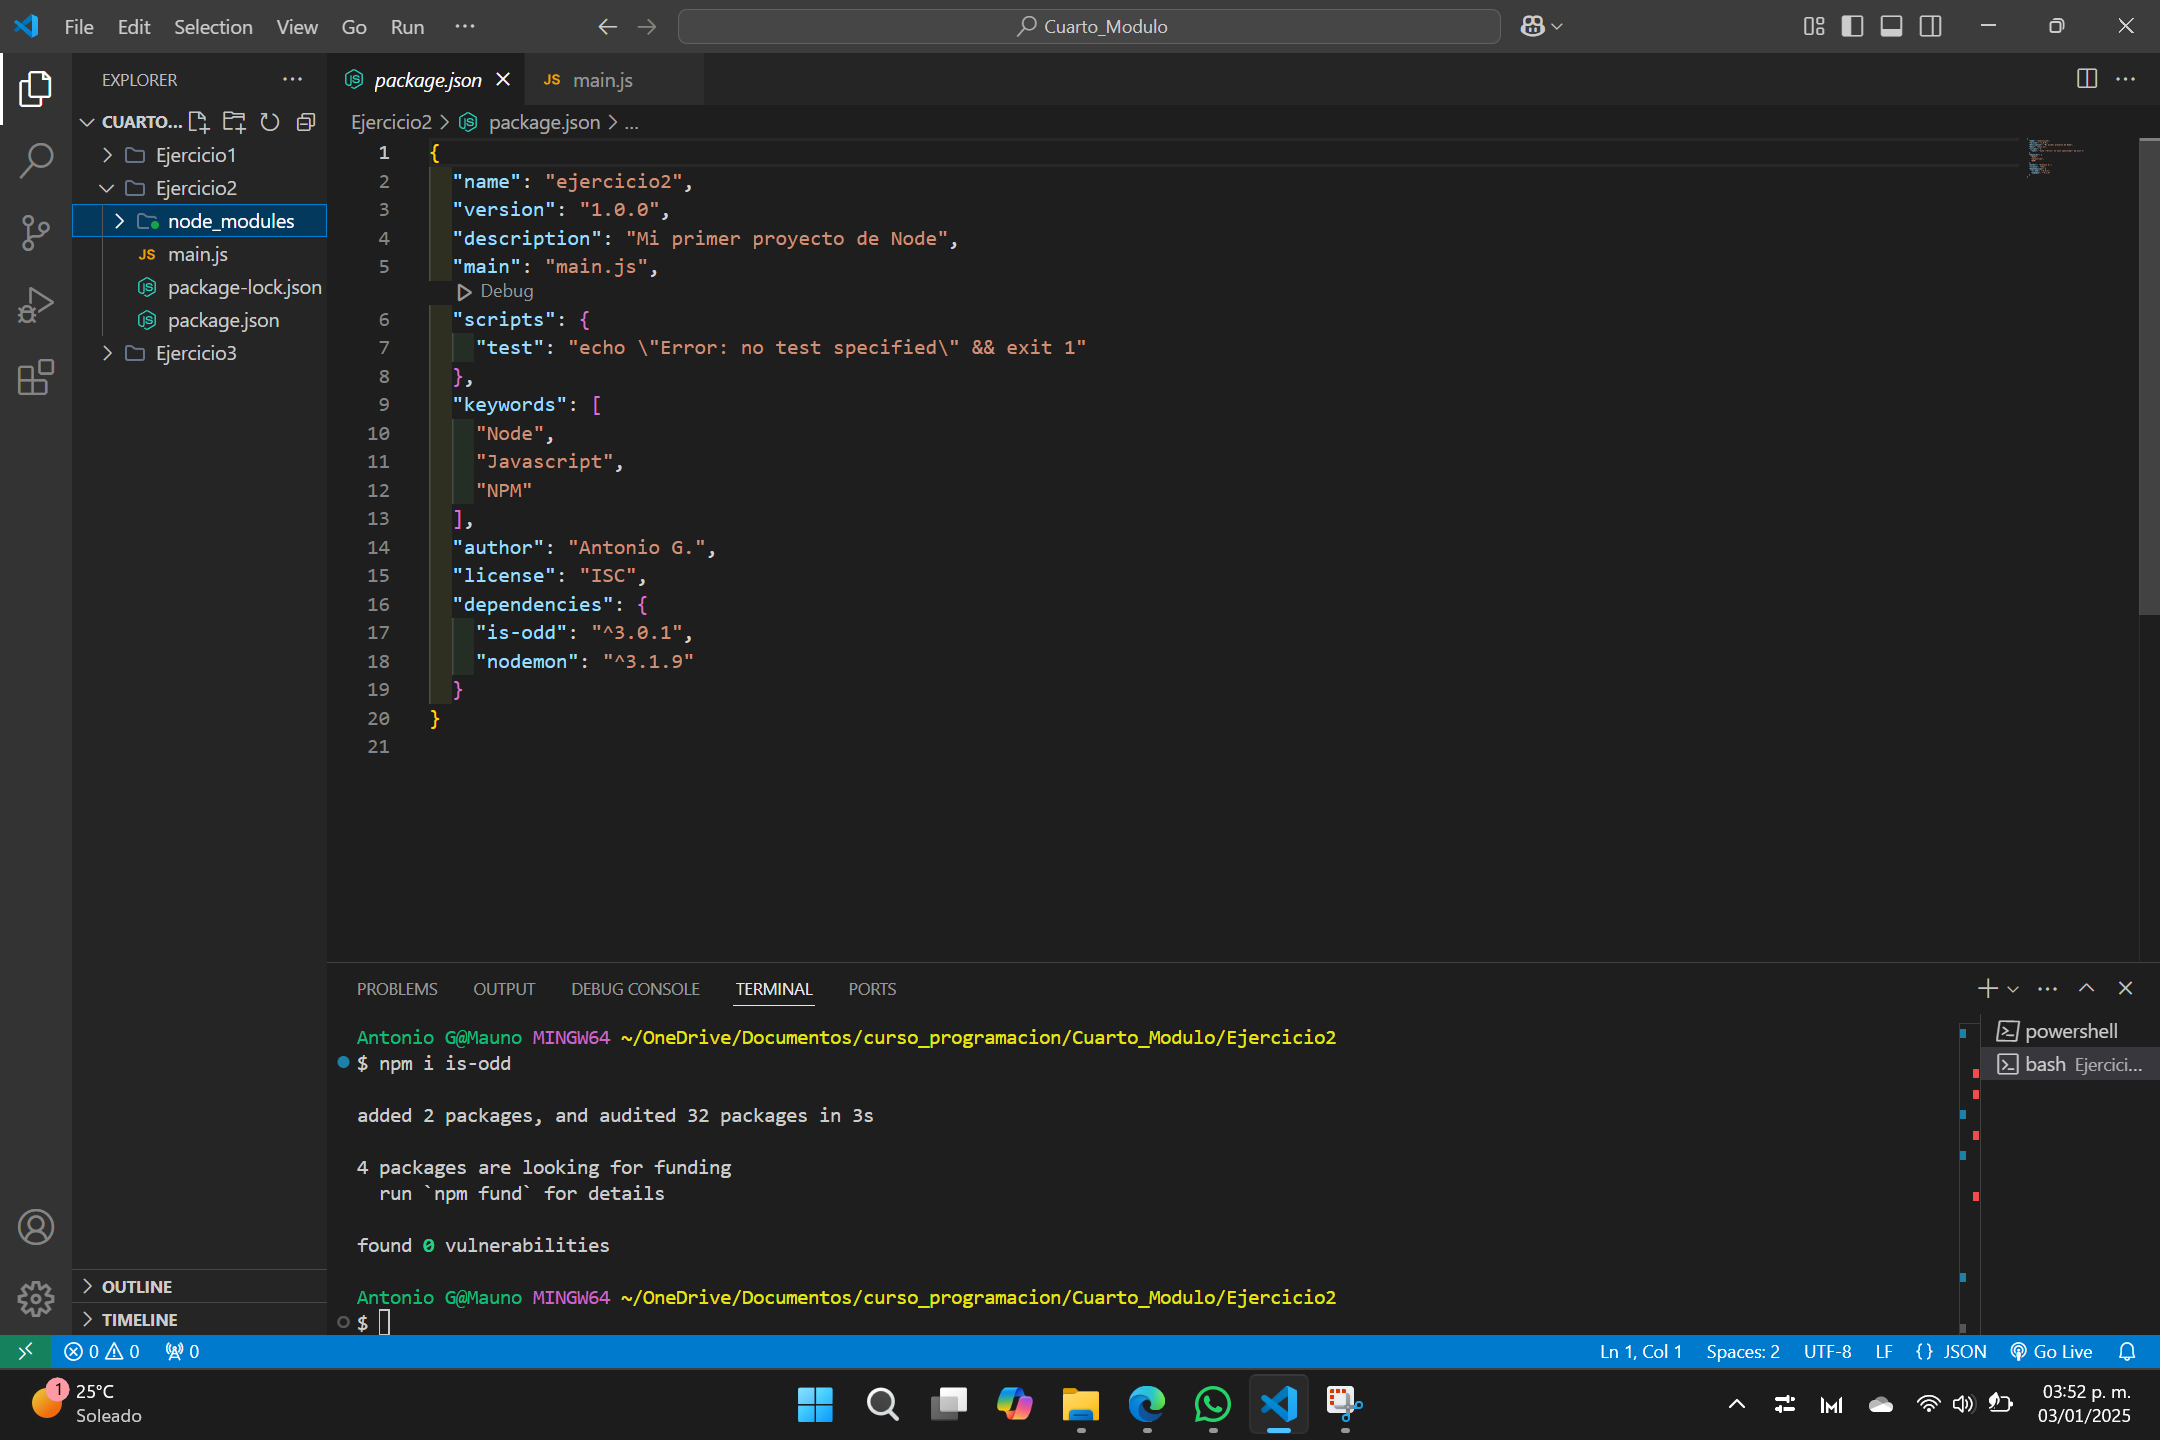 File Edit Selection View Go Run ···
Cuarto_Modulo
EXPLORER
CUARTO...
Ejercicio1
Ejercicio2
node_modules
JS main.js
package-lock.json
package.json
Ejercicio3
OUTLINE
TIMELINE
package.json
JS main.js
Ejercicio2 > package.json > ...
1 {
2 "name": "ejercicio2",
3 "version": "1.0.0",
4 "description": "Mi primer proyecto de Node",
5 "main": "main.js",
Debug
6 "scripts": {
7 "test": "echo \"Error: no test specified\" && exit 1"
8 },
9 "keywords": [
10 "Node",
11 "Javascript",
12 "NPM"
13 ],
14 "author": "Antonio G.",
15 "license": "ISC",
16 "dependencies": {
17 "is-odd": "^3.0.1",
18 "nodemon": "^3.1.9"
19 }
20 }
21
PROBLEMS OUTPUT DEBUG CONSOLE TERMINAL PORTS
Antonio G@Mauno MINGW64 ~/OneDrive/Documentos/curso_programacion/Cuarto_Modulo/Ejercicio2
$ npm i is-odd
added 2 packages, and audited 32 packages in 3s
4 packages are looking for funding
run `npm fund` for details
found 0 vulnerabilities
Antonio G@Mauno MINGW64 ~/OneDrive/Documentos/curso_programacion/Cuarto_Modulo/Ejercicio2
$
powershell
bash Ejercici...
0 0 0
Ln 1, Col 1 Spaces: 2 UTF-8 LF {} JSON Go Live
1
25°C
Soleado
03:52 p. m.
03/01/2025